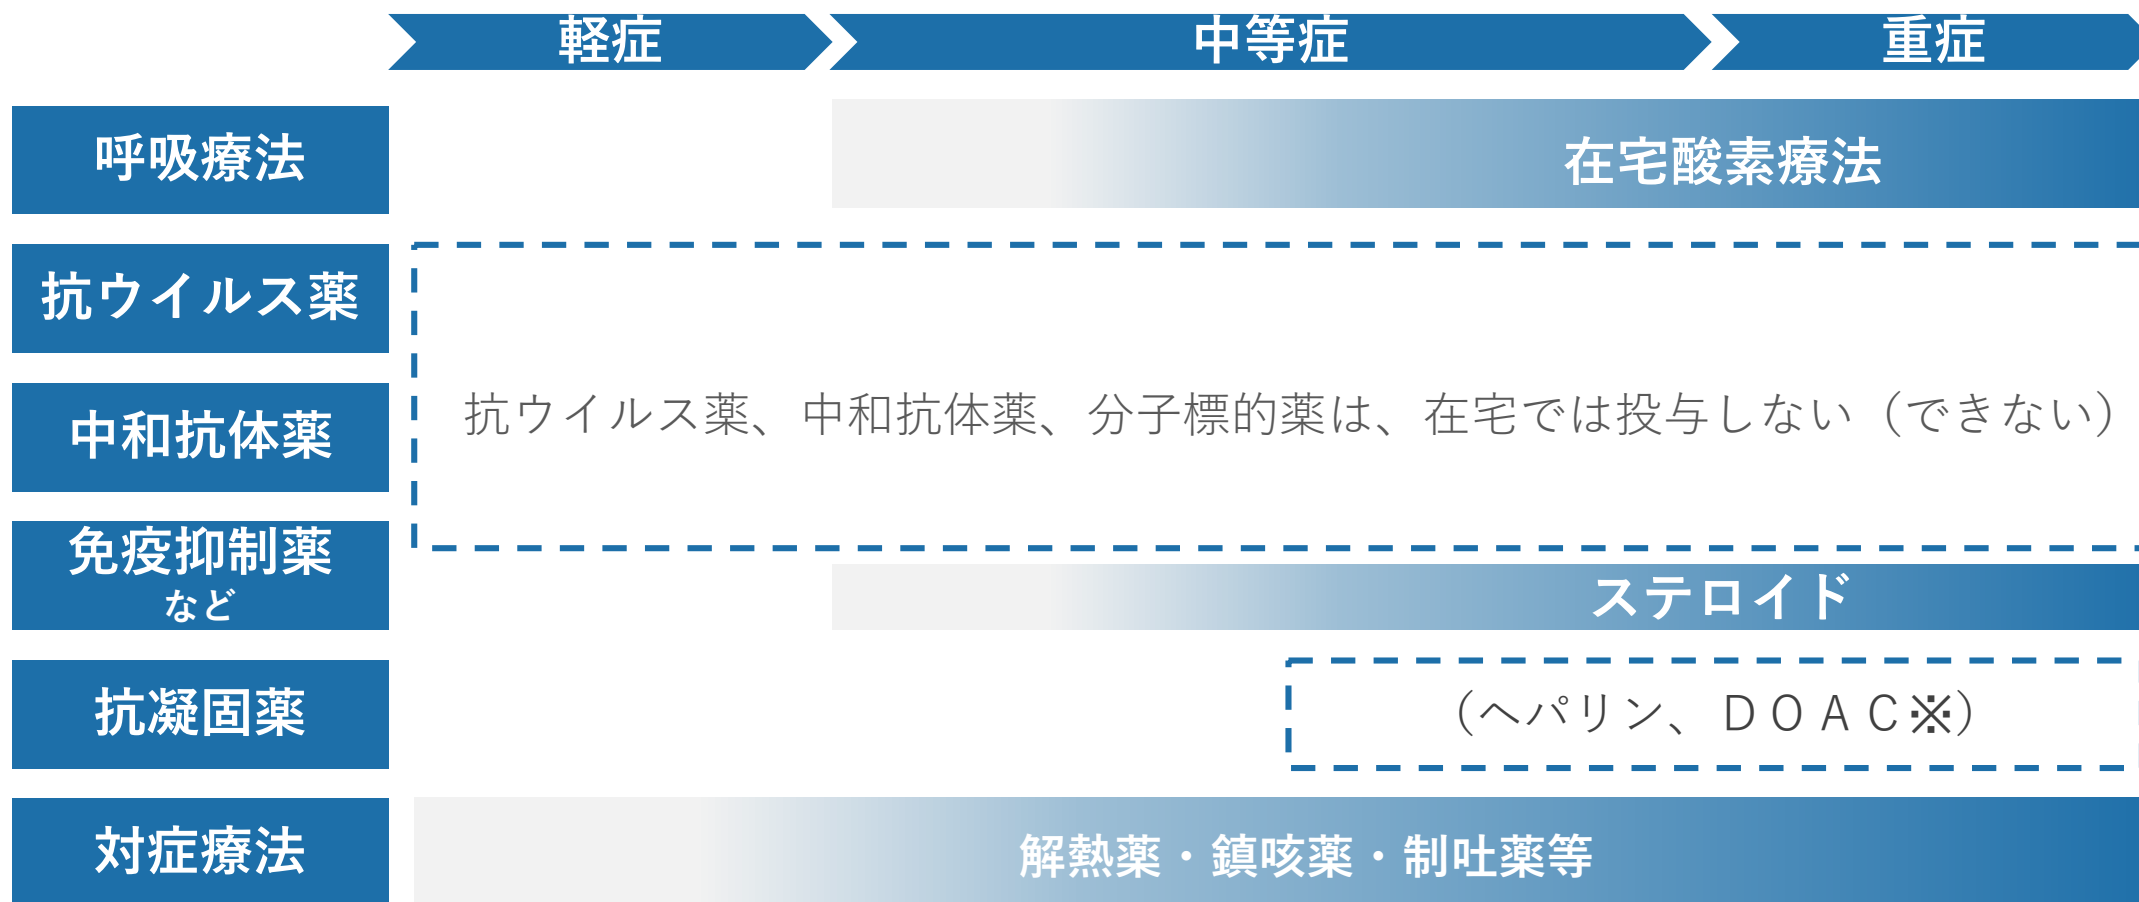 軽症 中等症 重症
呼吸療法 在宅酸素療法
抗ウイルス薬
抗ウイルス薬、中和抗体薬、分子標的薬は、在宅では投与しない（できない）
中和抗体薬
免疫抑制薬
など
ステロイド
抗凝固薬 （ヘパリン、ＤＯＡＣ※）
対症療法 解熱薬・鎮咳薬・制吐薬等